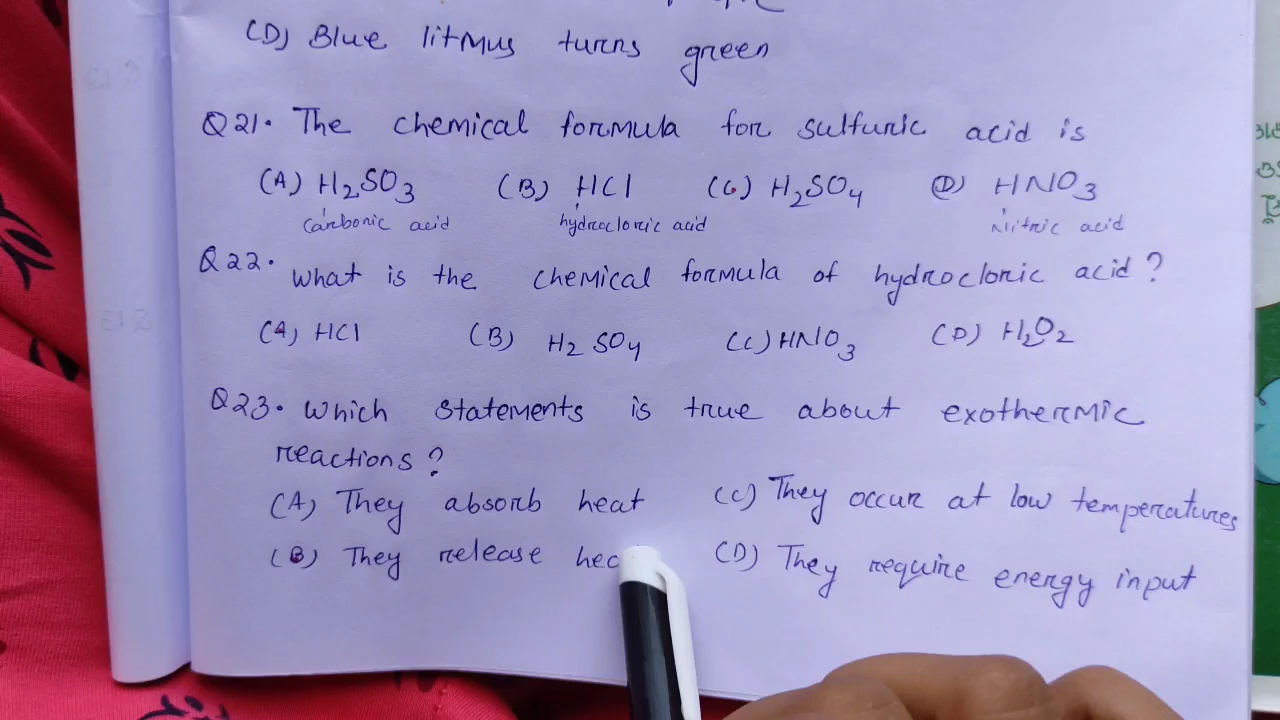 (D) Blue litmus turns green
Q21. The chemical formula for sulfuric acid is
(A) H2SO3 (B) HCl (C) H2SO4 (D) HNO3
carbonic acid hydrocloric acid Nitric acid
Q22. What is the chemical formula of hydrocloric acid?
(A) HCl (B) H2SO4 (C) HNO3 (D) H2O2
Q23. Which statements is true about exothermic
reactions?
(A) They absorb heat (C) They occur at low temperatures
(B) They release (D) They require energy input